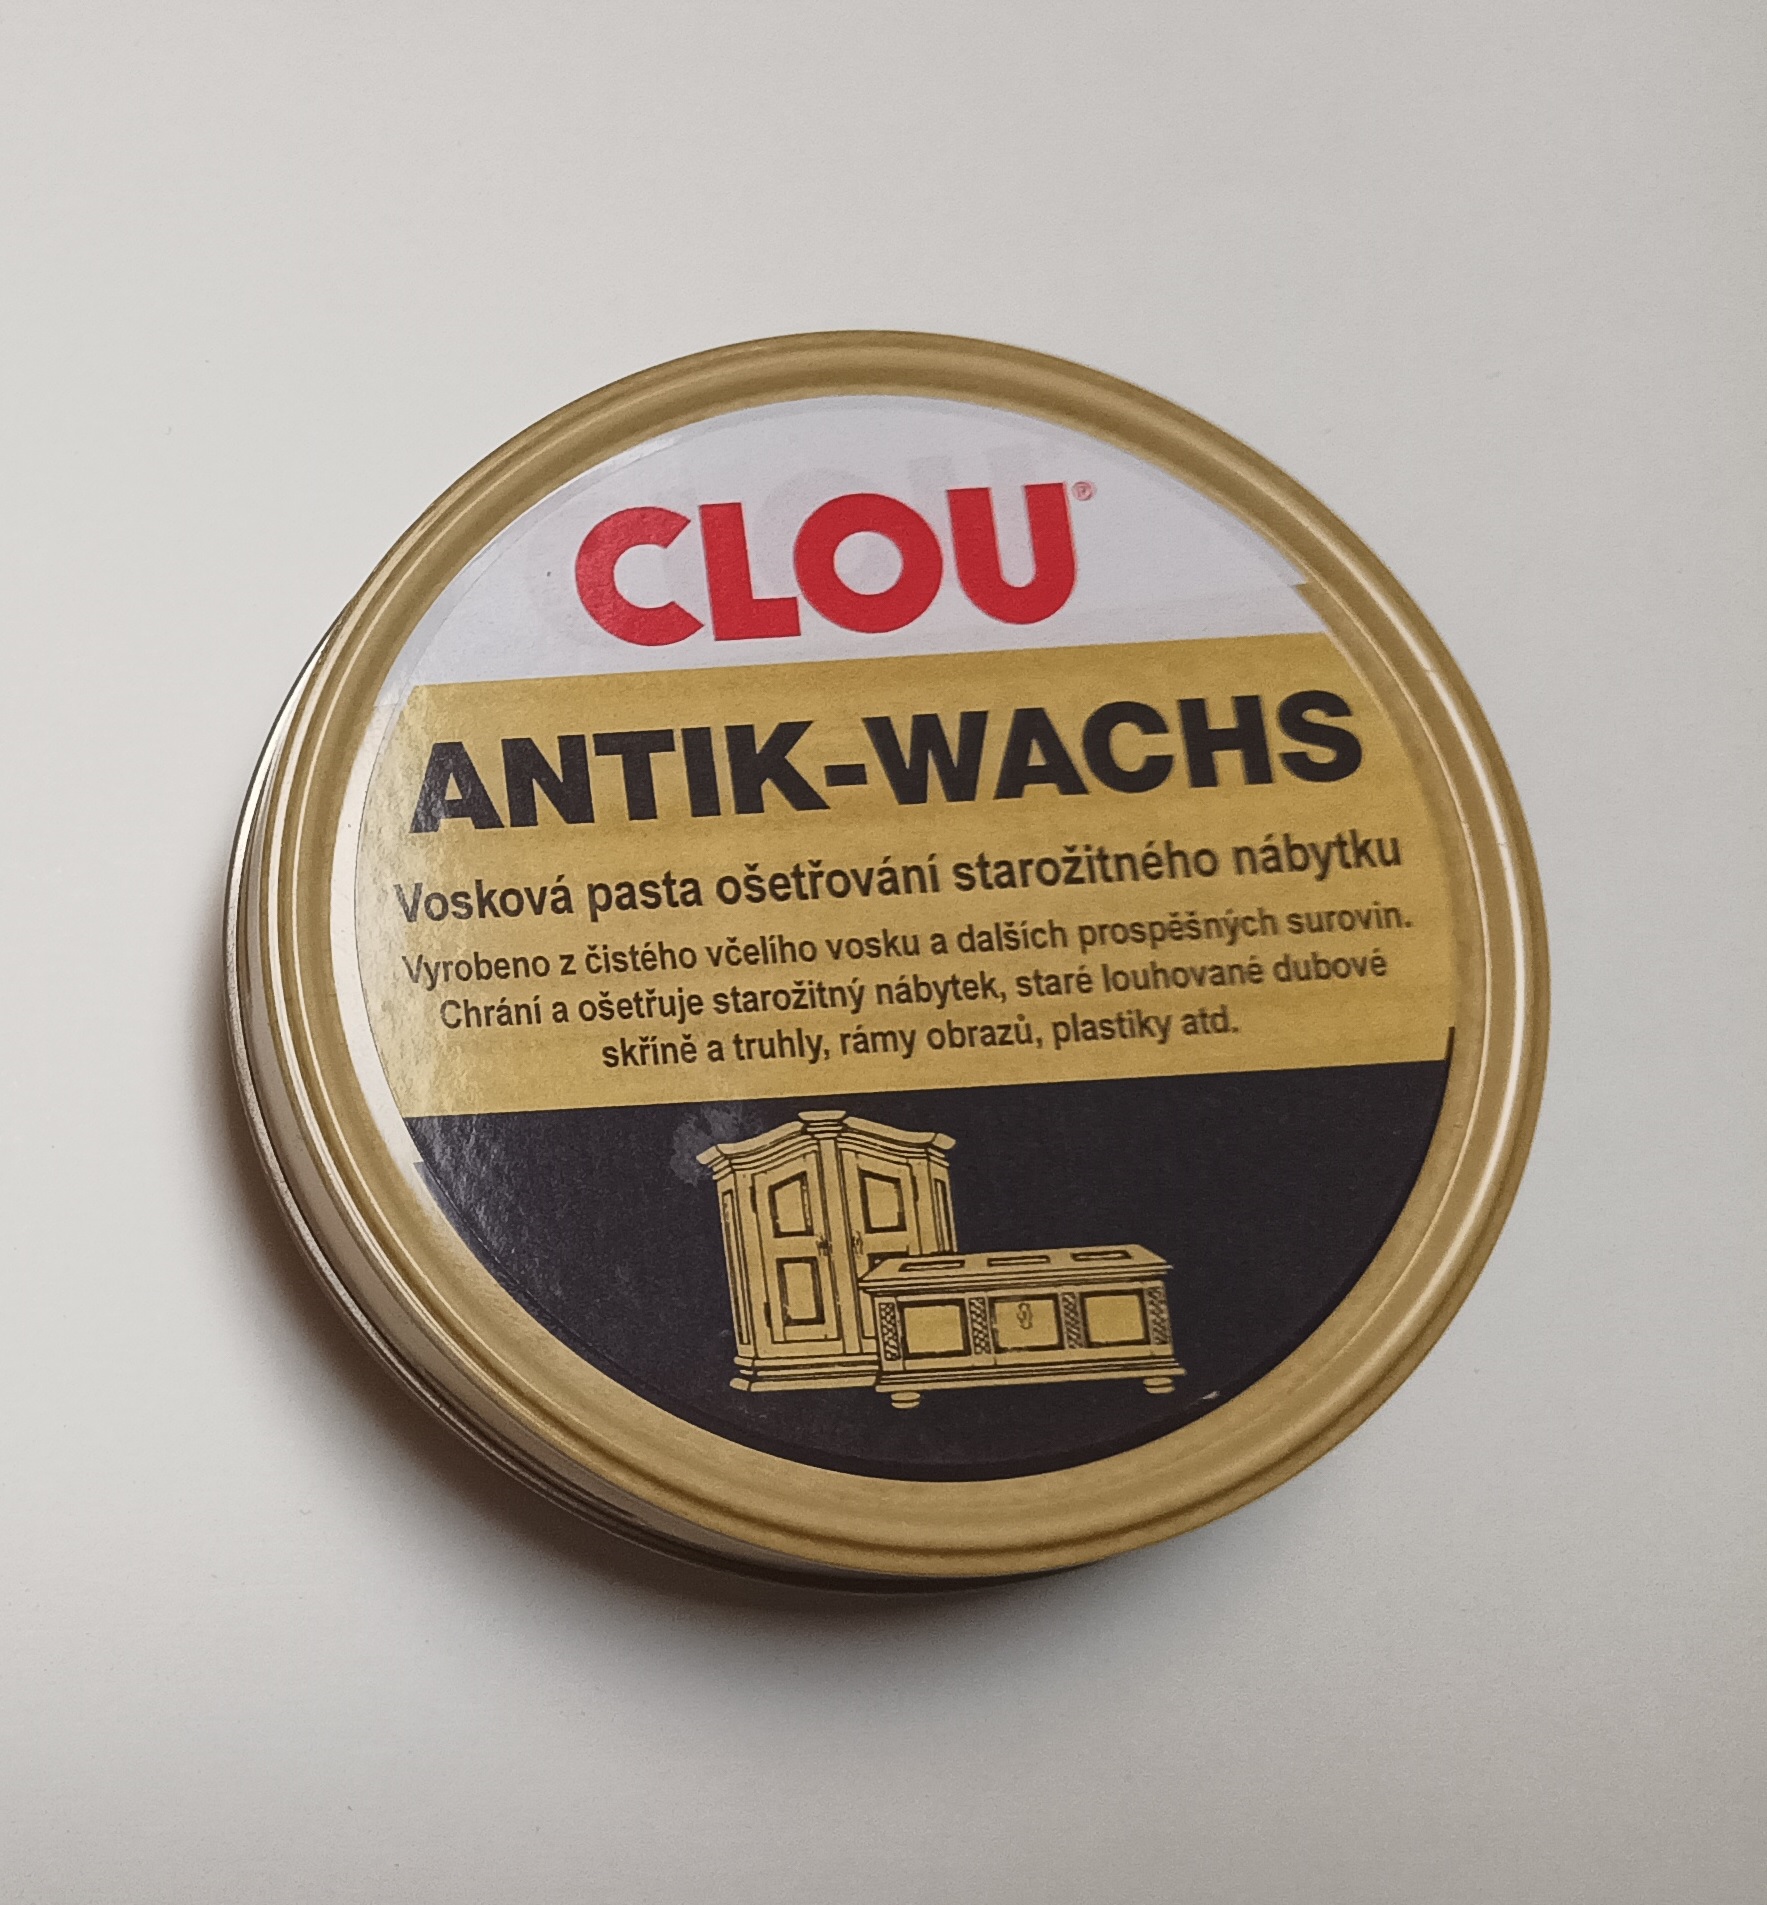 CLOU®
ANTIK-WACHS
Vosková pasta ošetřování starožitného nábytku
Vyrobeno z čistého včelího vosku a dalších prospěšných surovin.
Chrání a ošetřuje starožitný nábytek, staré louhované dubové
skříně a truhly, rámy obrazů, plastiky atd.